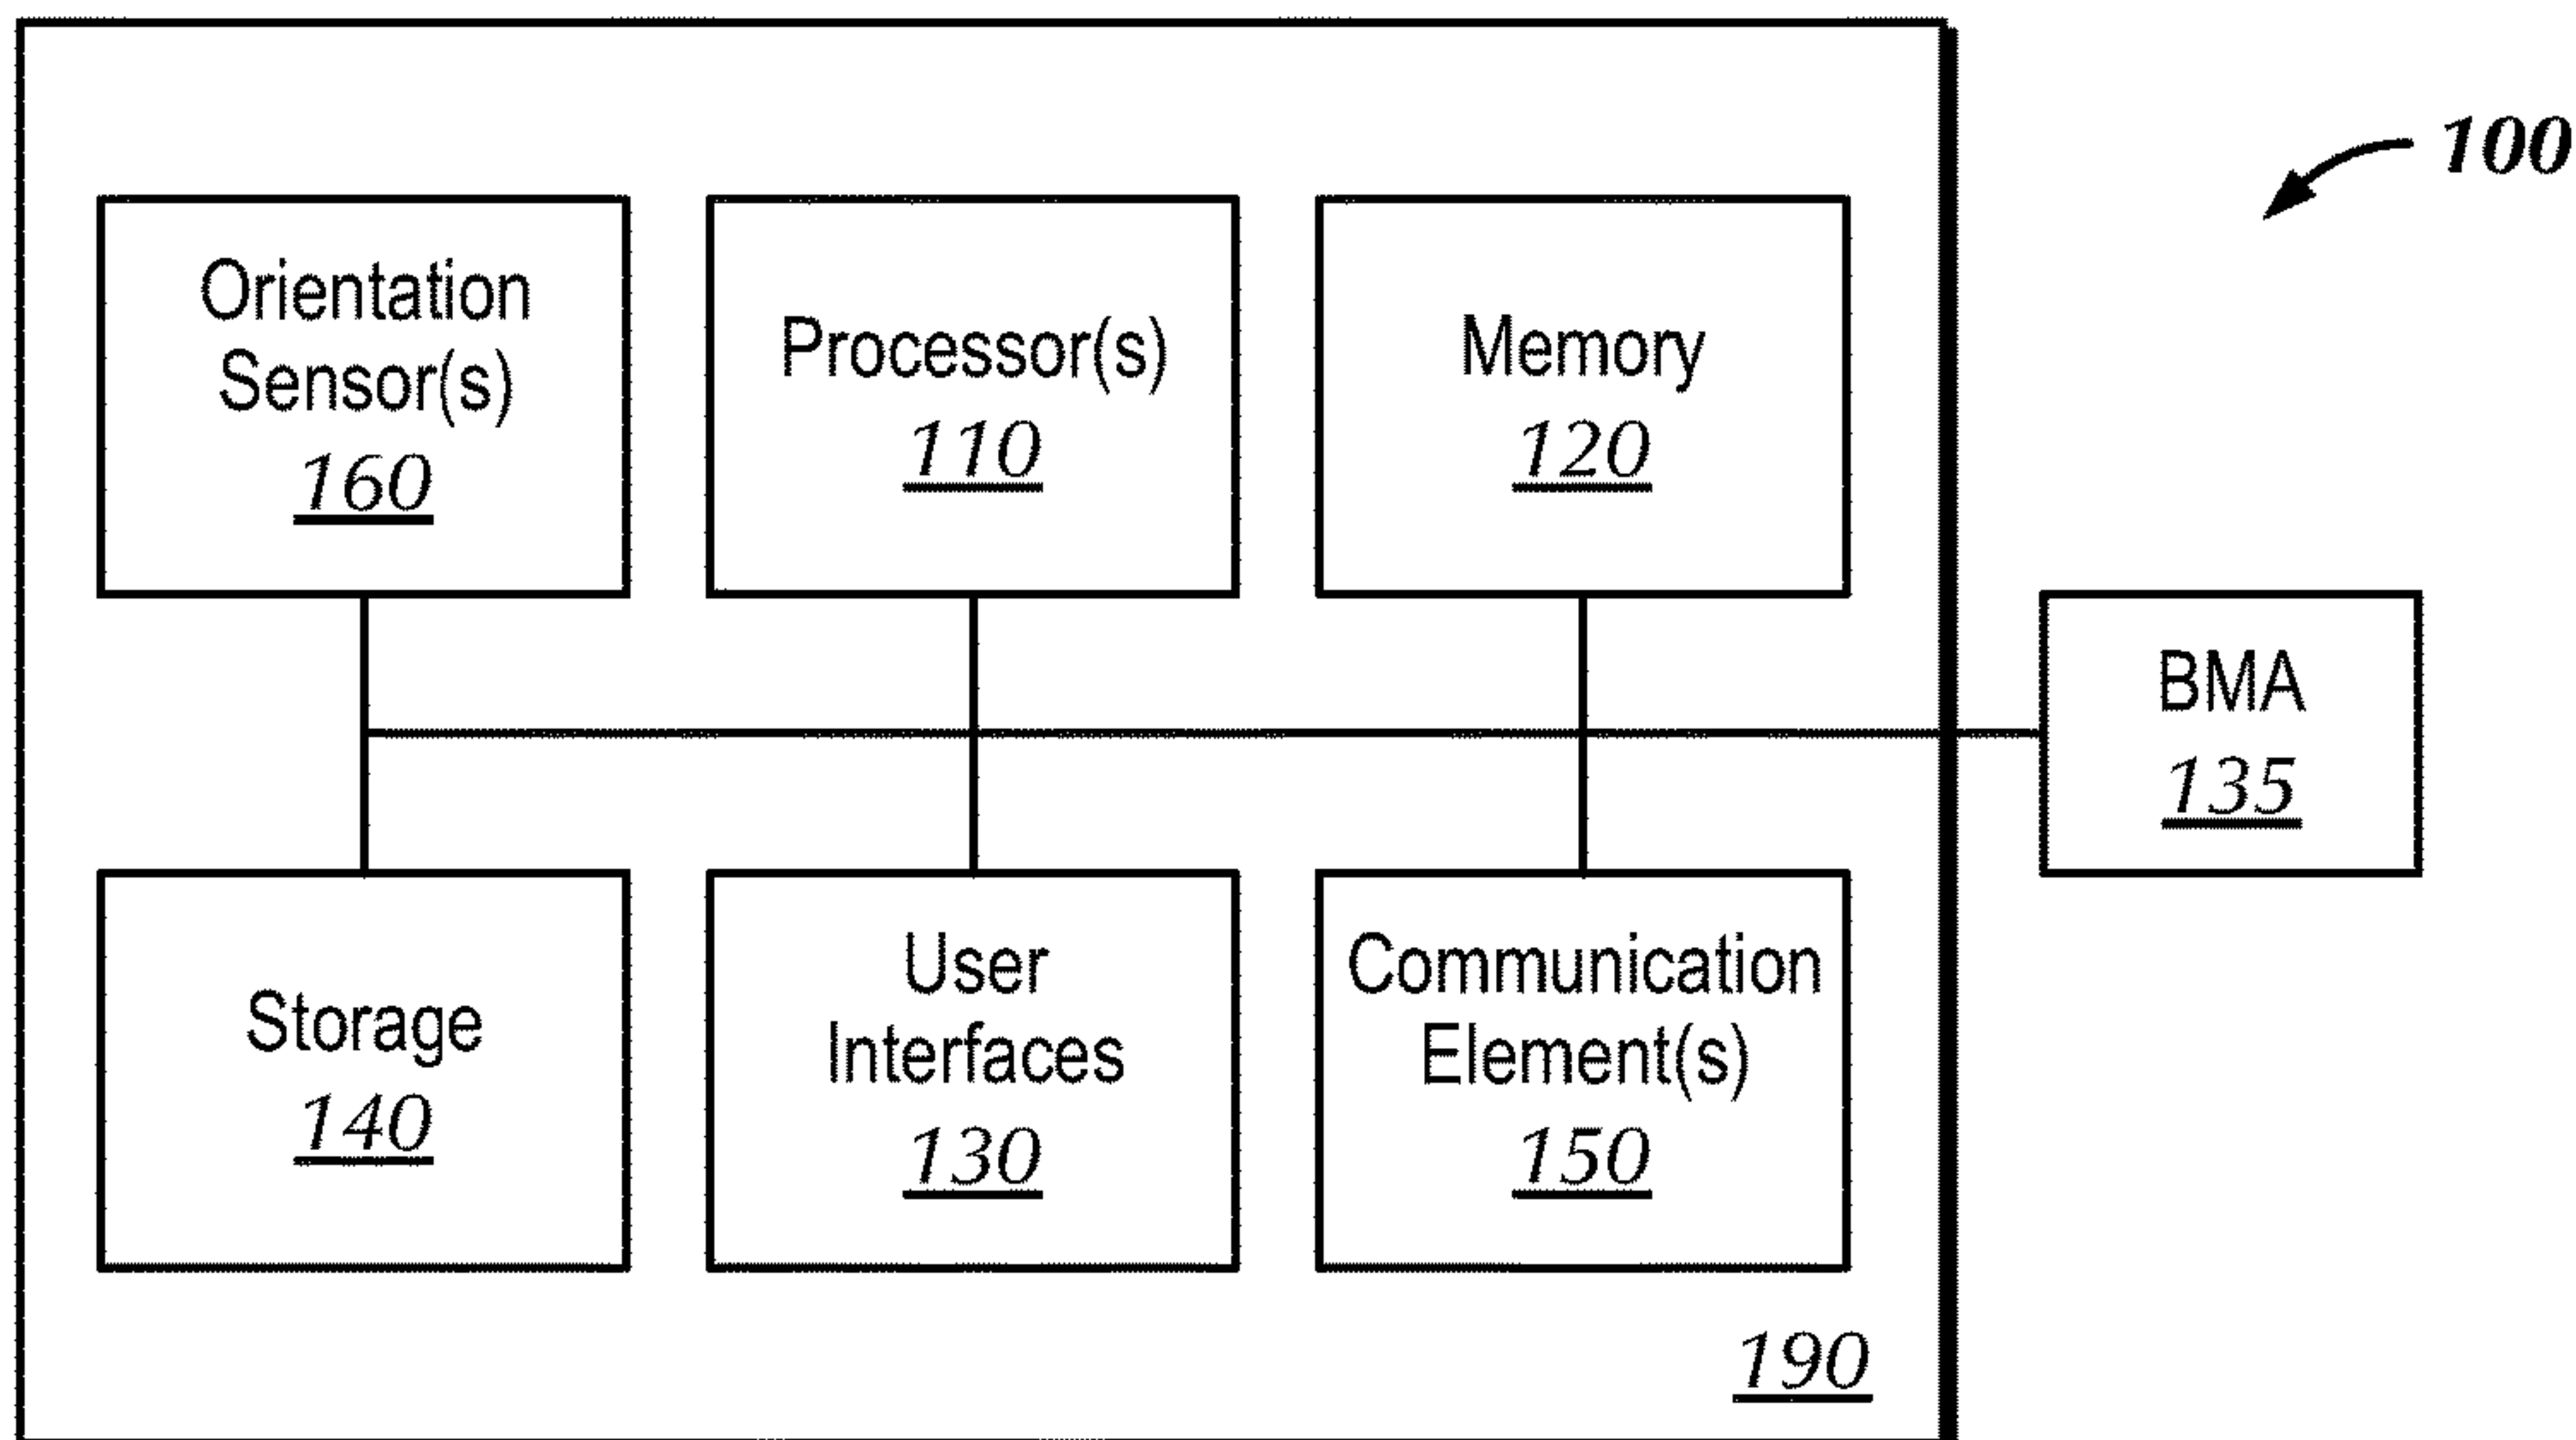 100
Orientation
Sensor(s)
160
Processor(s)
110
Memory
120
BMA
135
Storage
140
User
Interfaces
130
Communication
Element(s)
150
190